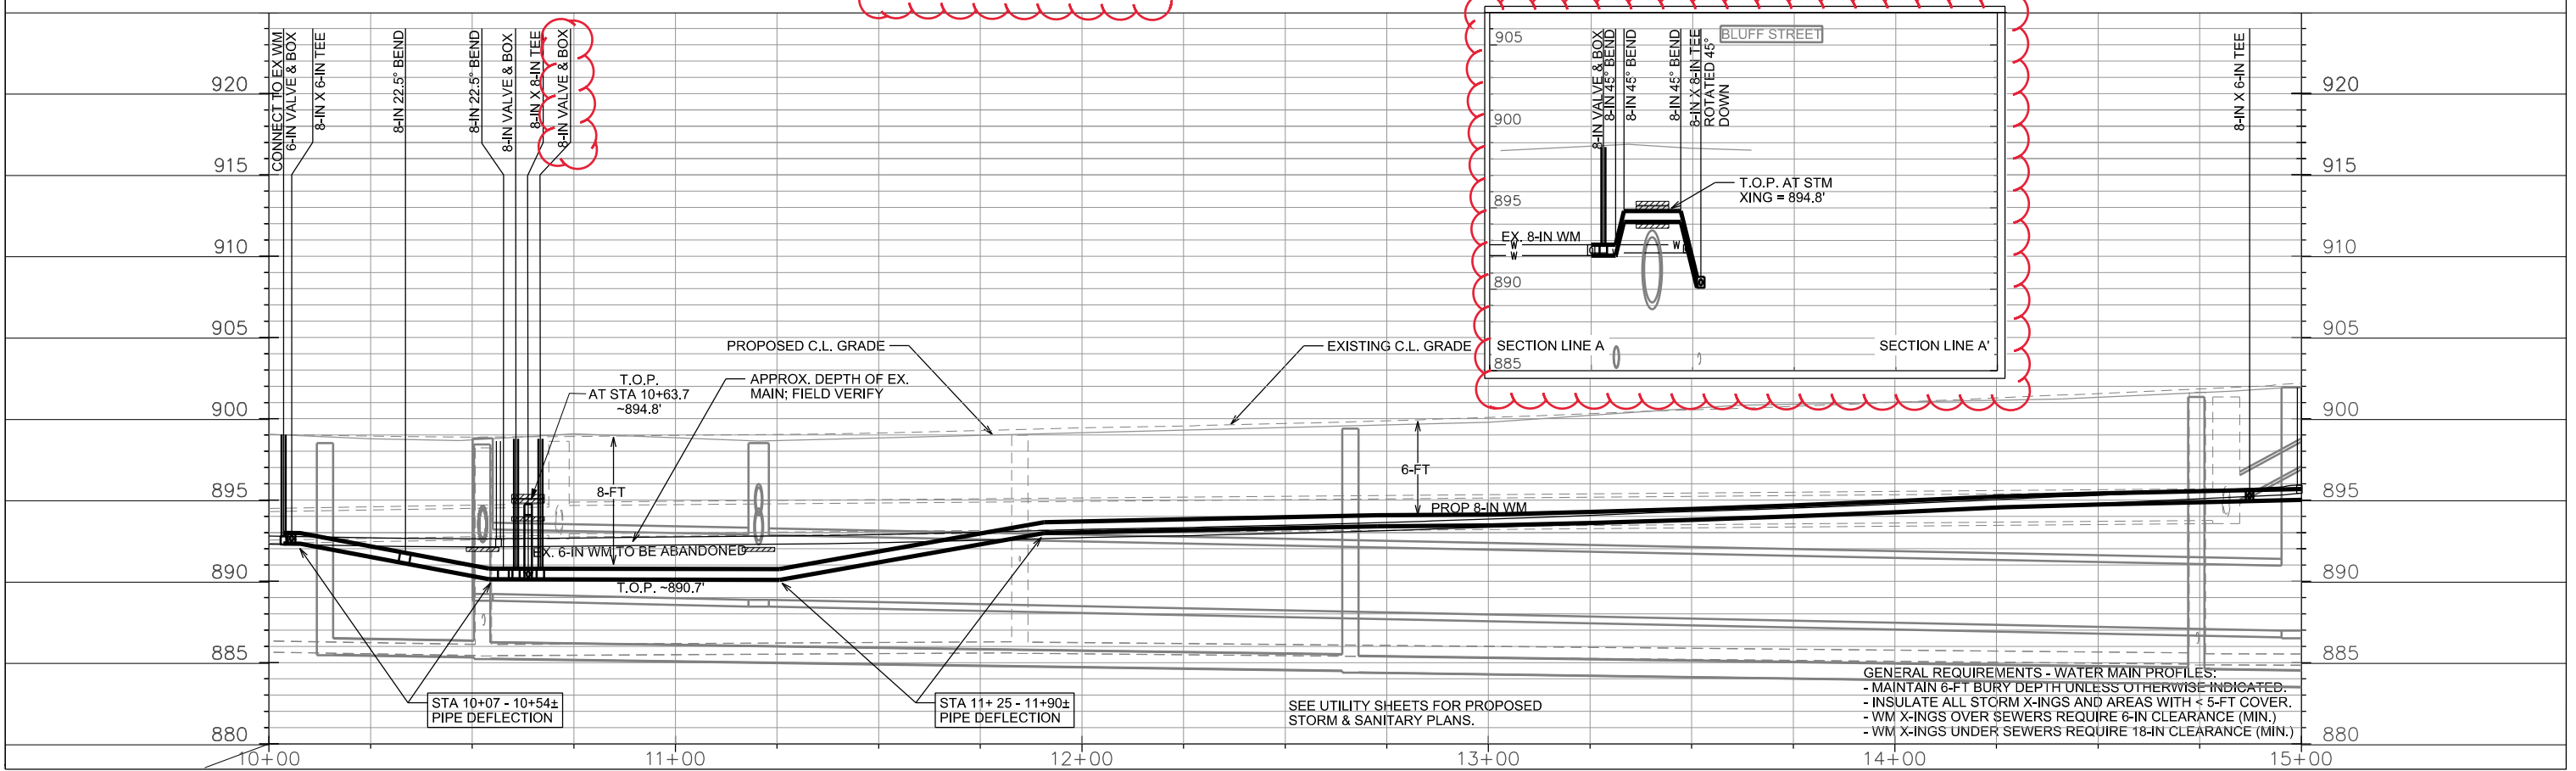 CONNECT TO EX WM
6-IN VALVE & BOX
8-IN X 6-IN TEE
8-IN 22.5° BEND
8-IN 22.5° BEND
8-IN VALVE & BOX
8-IN X 8-IN TEE
8-IN VALVE & BOX
8-IN X 6-IN TEE
920
915
910
905
900
895
890
885
880
920
915
910
905
900
895
890
885
880
905
900
895
890
885
BLUFF STREET
8-IN VALVE & BOX
8-IN 45° BEND
8-IN 45° BEND
8-IN 45° BEND
8-IN X 8-IN TEE
ROTATED 45°
DOWN
T.O.P. AT STM
XING = 894.8'
EX. 8-IN WM
W
W
W
SECTION LINE A
SECTION LINE A'
PROPOSED C.L. GRADE
EXISTING C.L. GRADE
T.O.P.
AT STA 10+63.7
~894.8'
APPROX. DEPTH OF EX.
MAIN; FIELD VERIFY
8-FT
6-FT
PROP 8-IN WM
EX. 6-IN WM TO BE ABANDONED
T.O.P. ~890.7'
STA 10+07 - 10+54±
PIPE DEFLECTION
STA 11+ 25 - 11+90±
PIPE DEFLECTION
SEE UTILITY SHEETS FOR PROPOSED
STORM & SANITARY PLANS.
GENERAL REQUIREMENTS - WATER MAIN PROFILES:
- MAINTAIN 6-FT BURY DEPTH UNLESS OTHERWISE INDICATED.
- INSULATE ALL STORM X-INGS AND AREAS WITH < 5-FT COVER.
- WM X-INGS OVER SEWERS REQUIRE 6-IN CLEARANCE (MIN.)
- WM X-INGS UNDER SEWERS REQUIRE 18-IN CLEARANCE (MIN.)
10+00
11+00
12+00
13+00
14+00
15+00